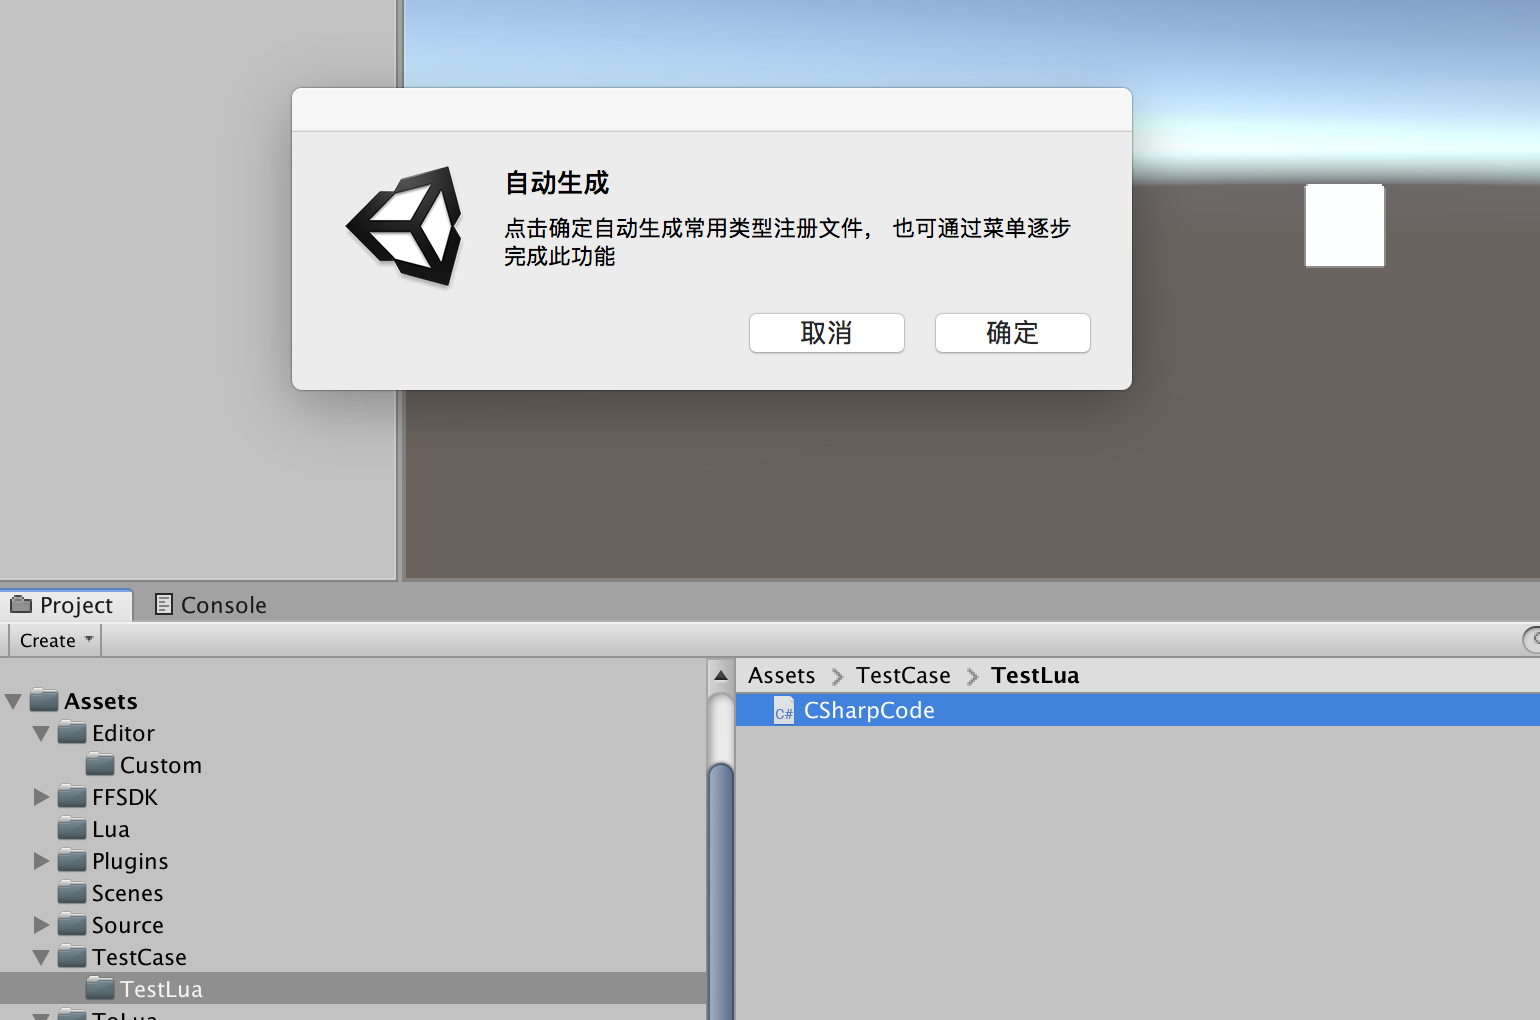 自动生成
点击确定自动生成常用类型注册文件， 也可通过菜单逐步
完成此功能
取消
确定
Project
Console
Create
Assets
Editor
Custom
FFSDK
Lua
Plugins
Scenes
Source
TestCase
TestLua
ToLua
Assets TestCase TestLua
C# CSharpCode